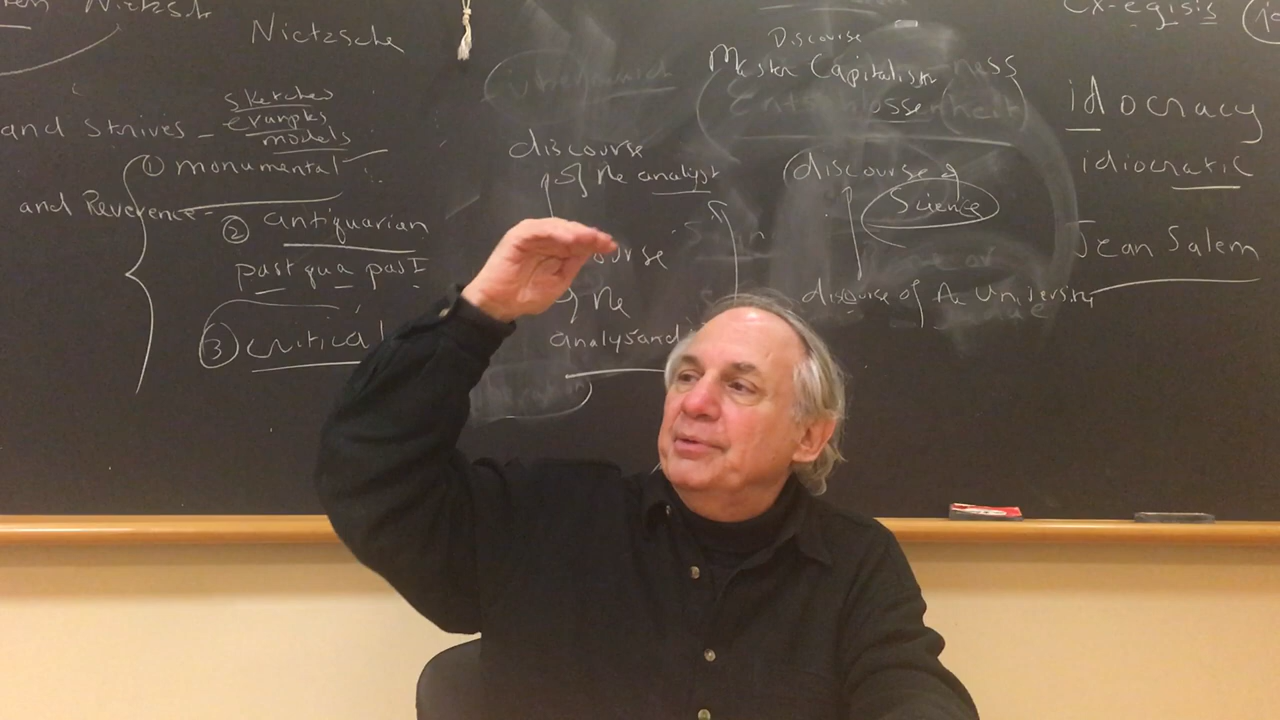 Nietzsche
sketches
examples
models
and strives -
① monumental
and Reverence -
② antiquarian
past qua past
③ critical
discourse
of the analyst
ourse
of the
analysand
Discourse
Master Capitalism
ness
(discourse of
Science
discourse of the University
ex-egisis
idiocracy
idiocratic
Jean Salem